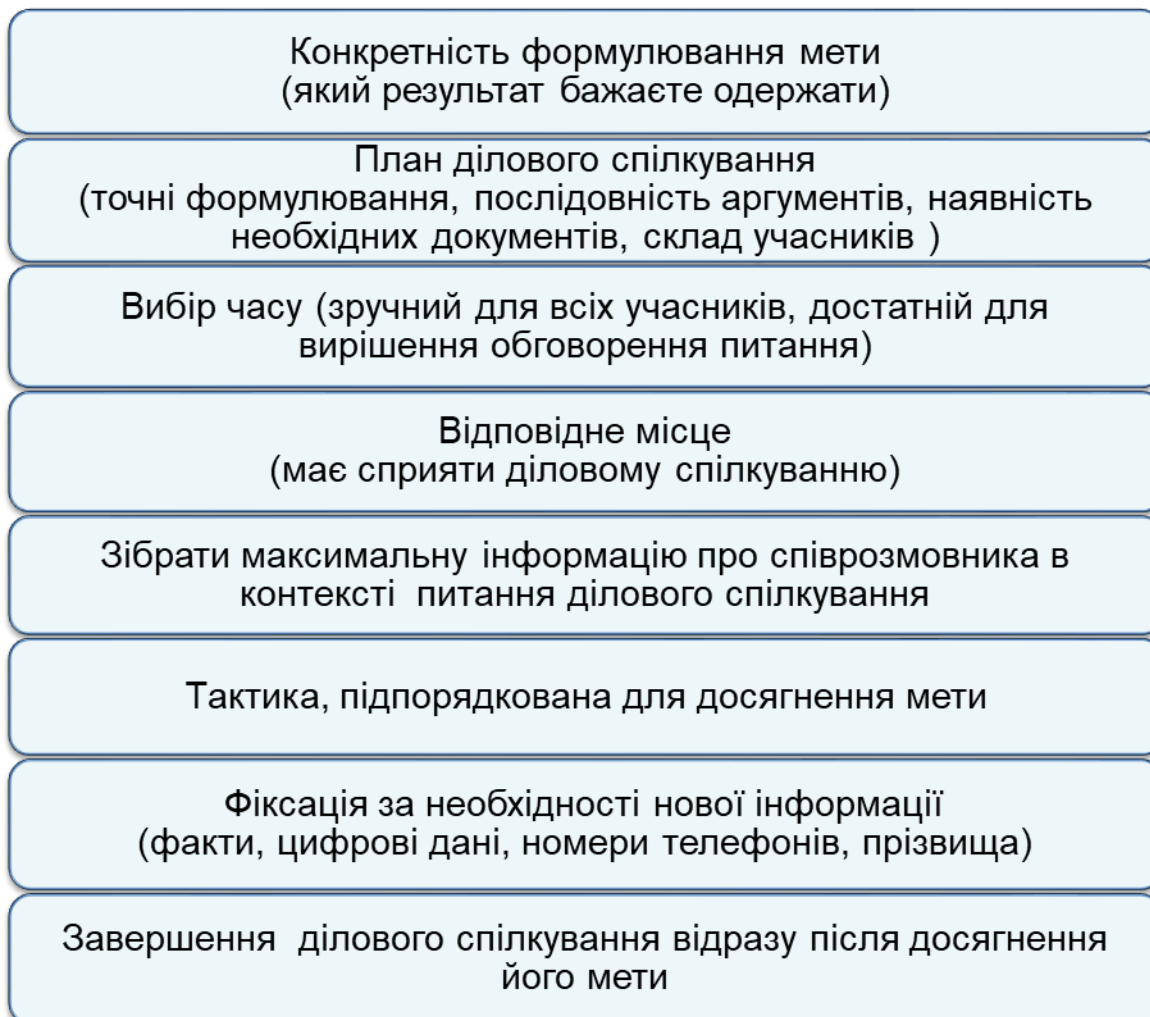 Конкретність формулювання мети
(який результат бажаєте одержати)
План ділового спілкування
(точні формулювання, послідовність аргументів, наявність
необхідних документів, склад учасників )
Вибір часу (зручний для всіх учасників, достатній для
вирішення обговорення питання)
Відповідне місце
(має сприяти діловому спілкуванню)
Зібрати максимальну інформацію про співрозмовника в
контексті питання ділового спілкування
Тактика, підпорядкована для досягнення мети
Фіксація за необхідності нової інформації
(факти, цифрові дані, номери телефонів, прізвища)
Завершення ділового спілкування відразу після досягнення
його мети